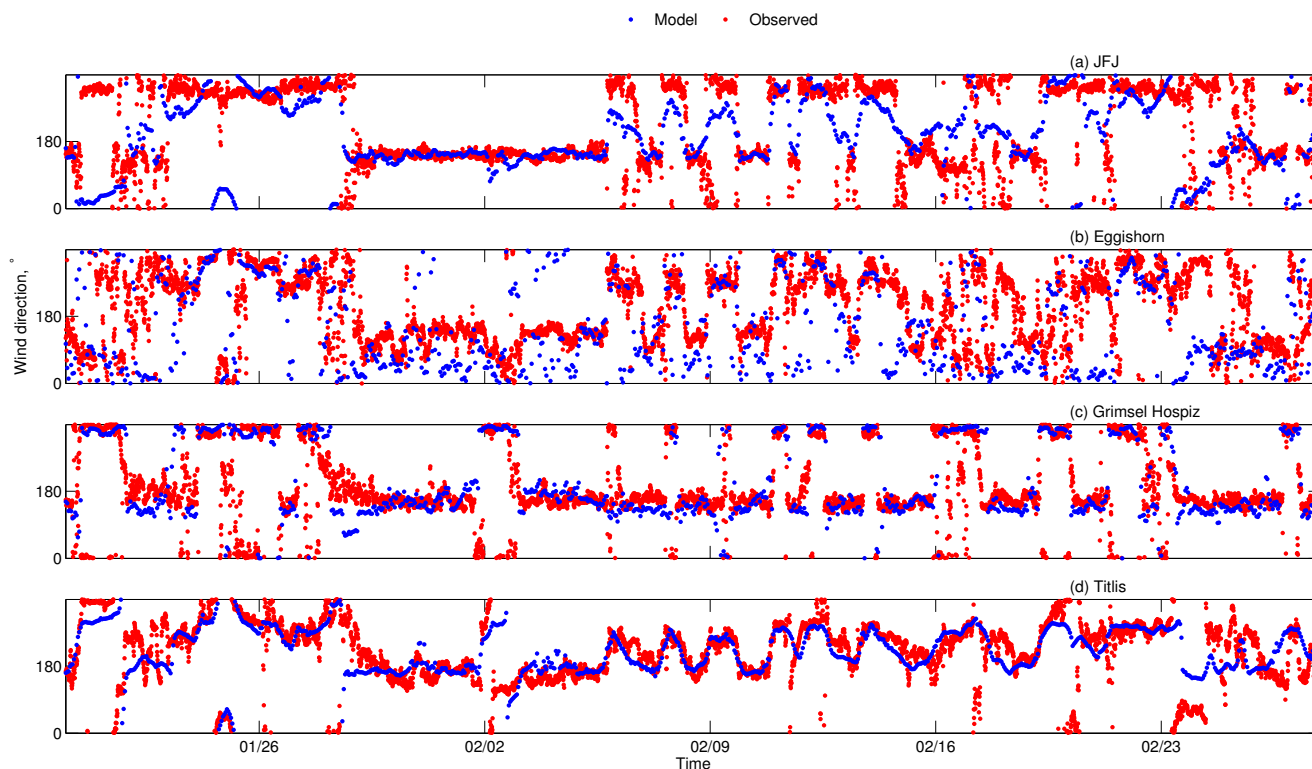 Model Observed
(a) JFJ
180
0
(b) Eggishorn
180
0
Wind direction, °
(c) Grimsel Hospiz
180
0
(d) Titlis
180
0
01/26 02/02 02/09 02/16 02/23
Time